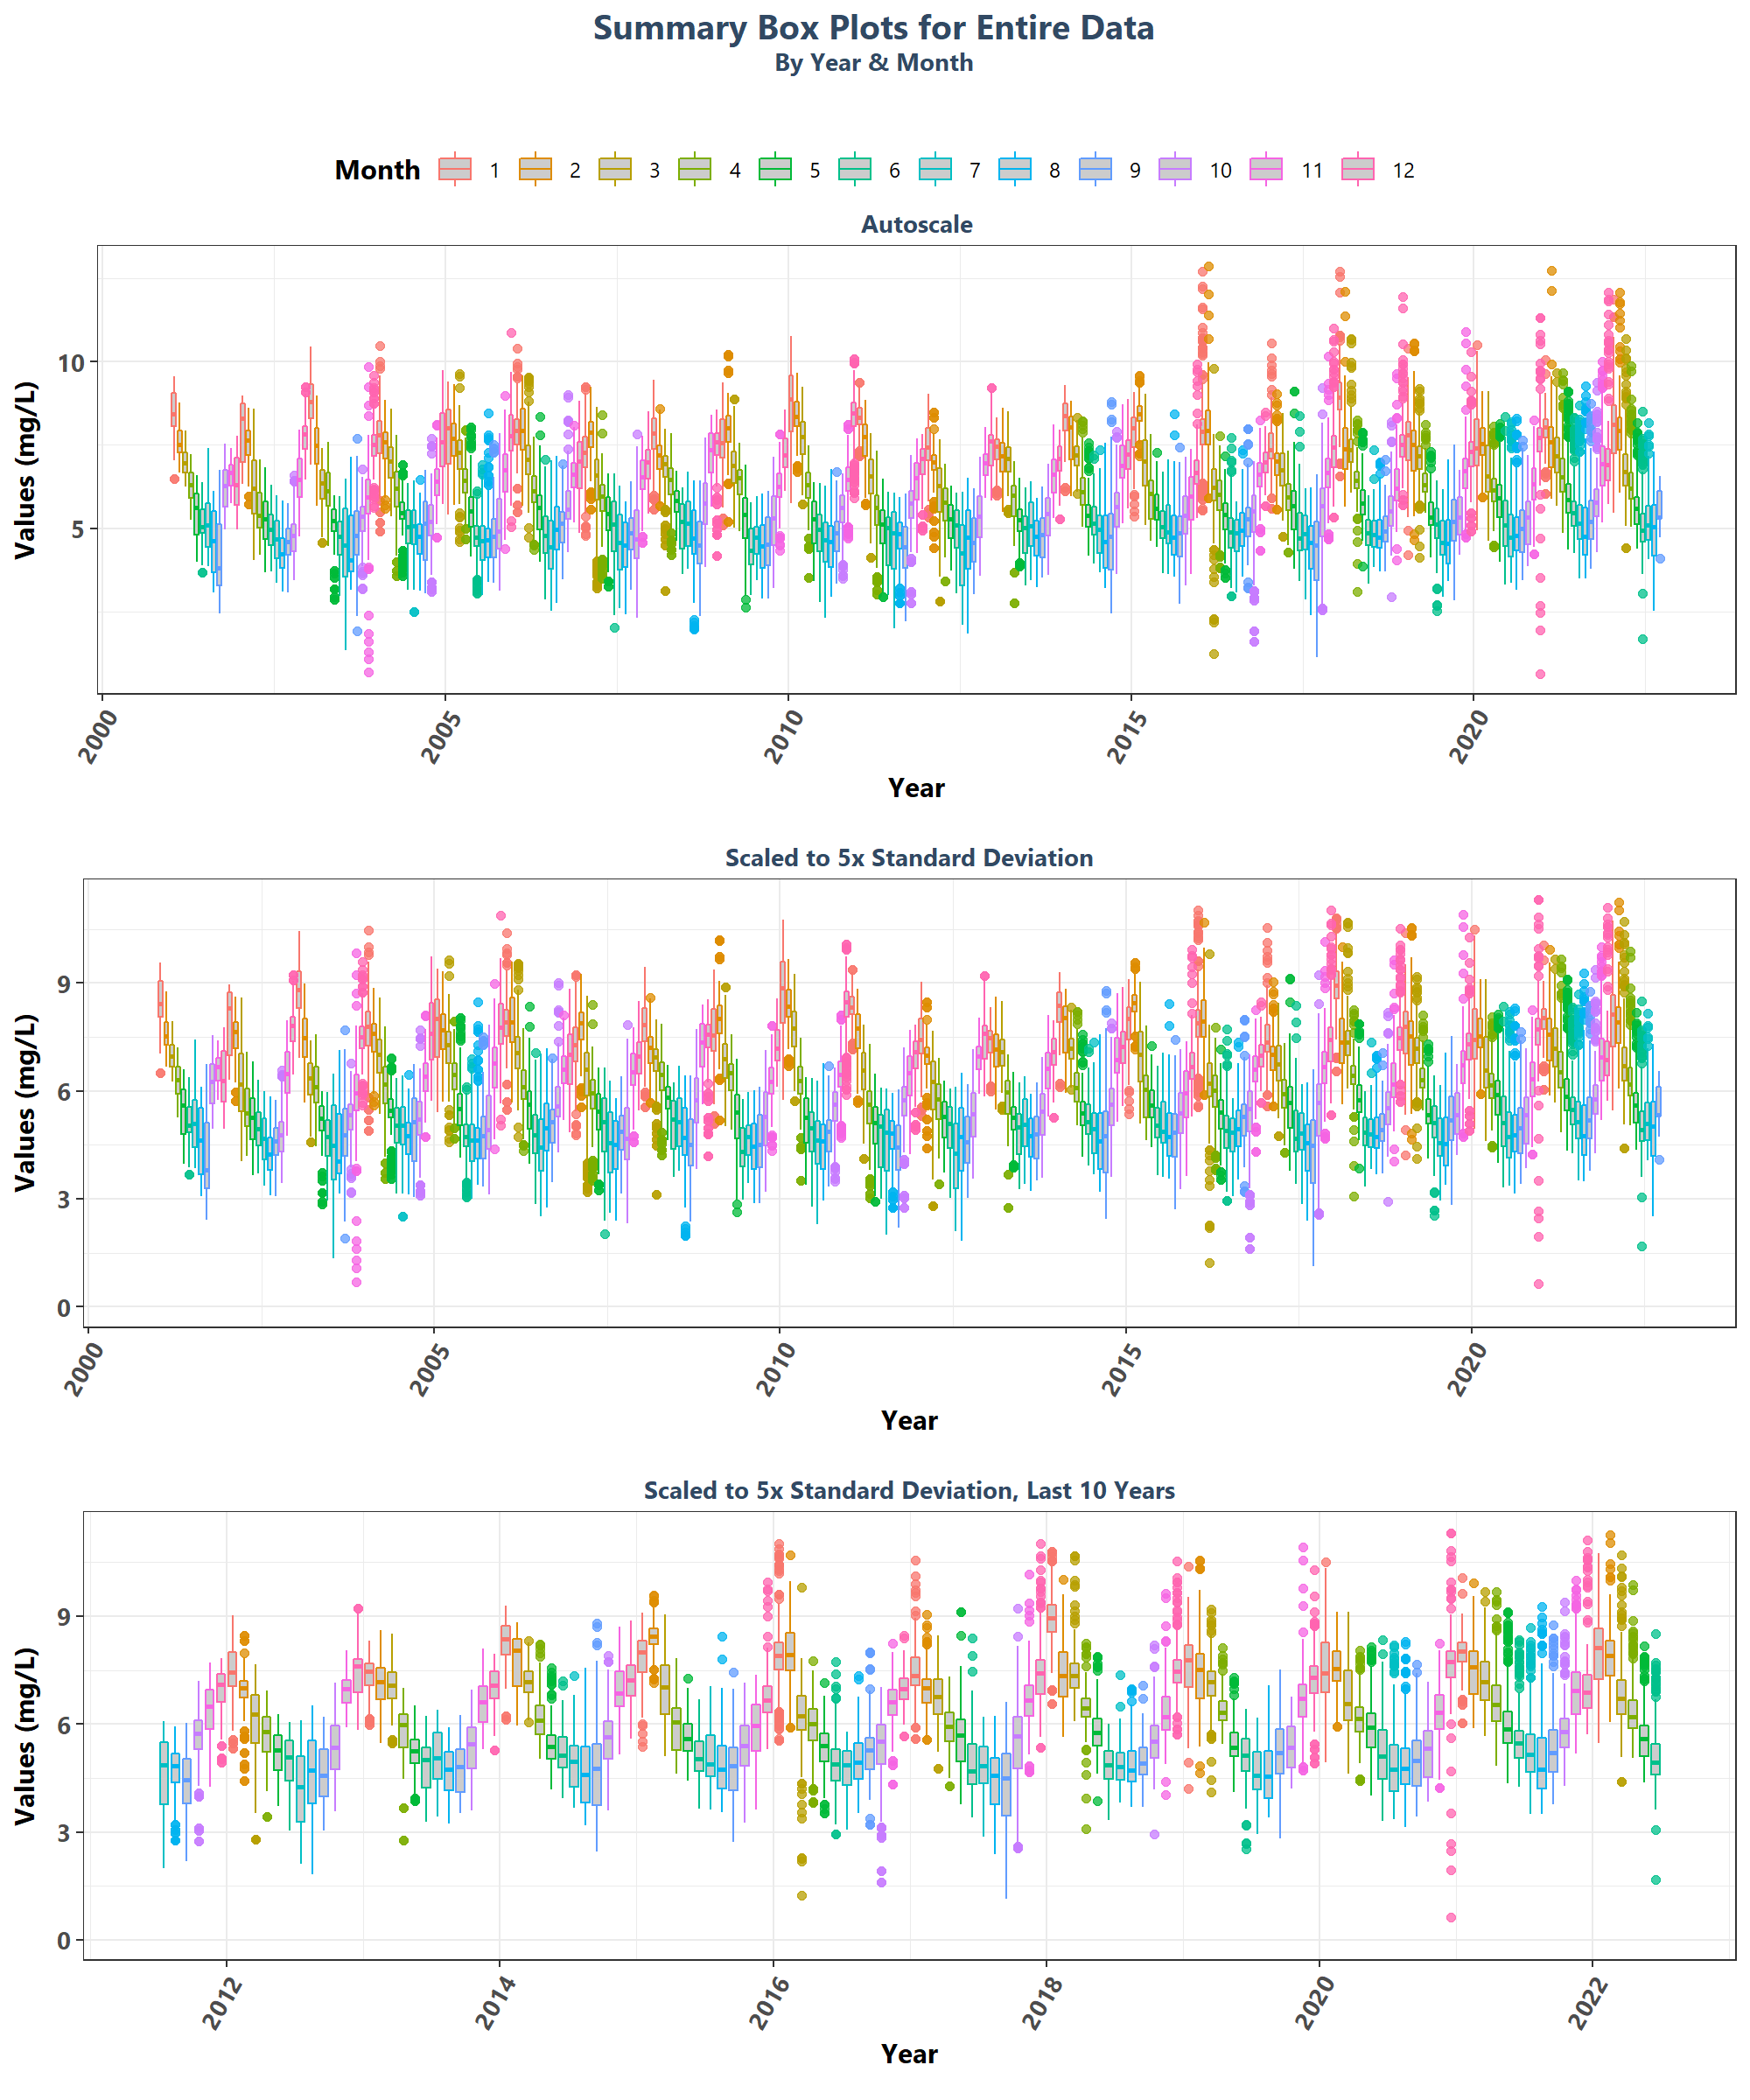 Summary Box Plots for Entire Data
By Year & Month
Month 1 2 3 4 5 6 7 8 9 10 11 12
Autoscale
Values (mg/L)
10
5
2000 2005 2010 2015 2020
Year
Scaled to 5x Standard Deviation
Values (mg/L)
9
6
3
0
2000 2005 2010 2015 2020
Year
Scaled to 5x Standard Deviation, Last 10 Years
Values (mg/L)
9
6
3
0
2012 2014 2016 2018 2020 2022
Year